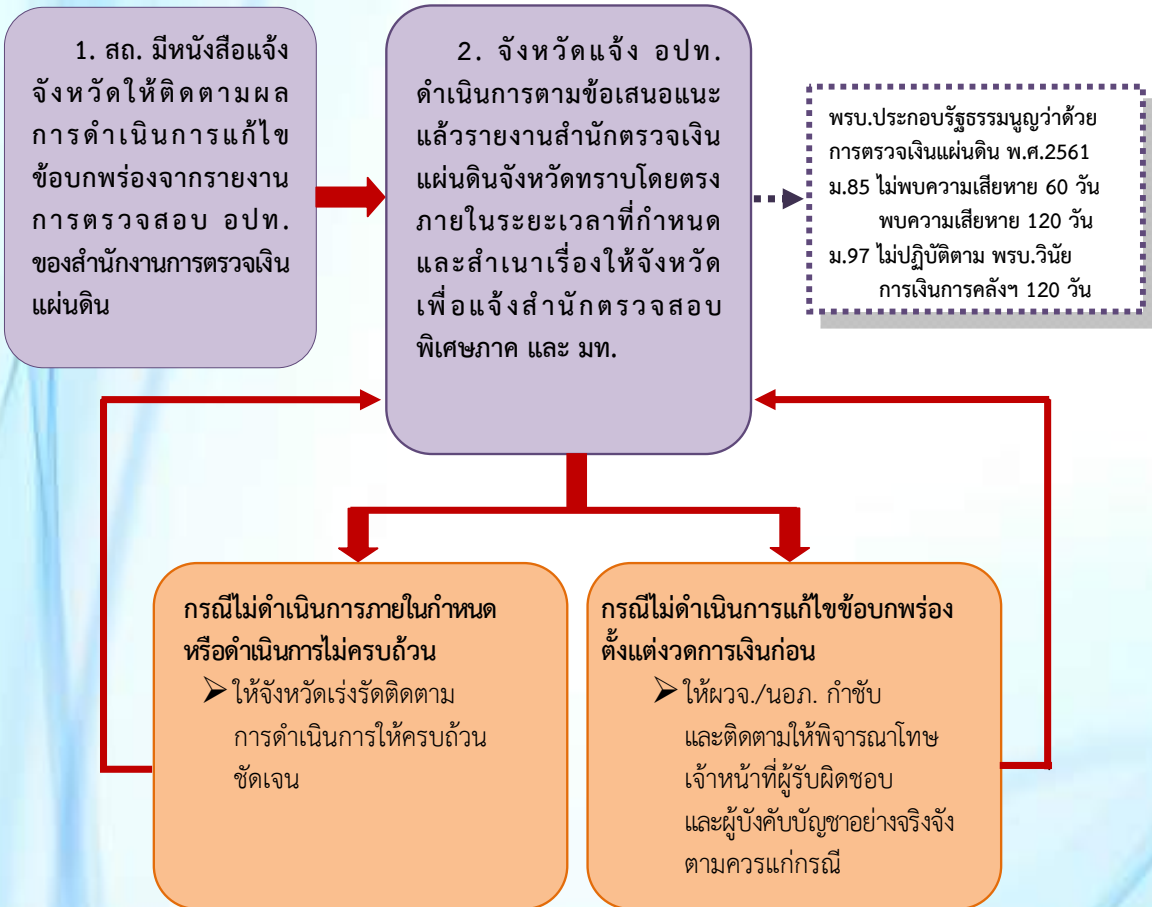 1. สถ. มีหนังสือแจ้ง
จังหวัดให้ติดตามผล
การดำเนินการแก้ไข
ข้อบกพร่องจากรายงาน
การตรวจสอบ อปท.
ของสำนักงานการตรวจเงิน
แผ่นดิน
2. จังหวัดแจ้ง อปท.
ดำเนินการตามข้อเสนอแนะ
แล้วรายงานสำนักตรวจเงิน
แผ่นดินจังหวัดทราบโดยตรง
ภายในระยะเวลาที่กำหนด
และสำเนาเรื่องให้จังหวัด
เพื่อแจ้งสำนักตรวจสอบ
พิเศษภาค และ มท.
พรบ.ประกอบรัฐธรรมนูญว่าด้วย
การตรวจเงินแผ่นดิน พ.ศ.2561
ม.85 ไม่พบความเสียหาย 60 วัน
พบความเสียหาย 120 วัน
ม.97 ไม่ปฏิบัติตาม พรบ.วินัย
การเงินการคลังฯ 120 วัน
กรณีไม่ดำเนินการภายในกำหนด
หรือดำเนินการไม่ครบถ้วน
➢ ให้จังหวัดเร่งรัดติดตาม
การดำเนินการให้ครบถ้วน
ชัดเจน
กรณีไม่ดำเนินการแก้ไขข้อบกพร่อง
ตั้งแต่งวดการเงินก่อน
➢ ให้ผวจ./นอภ. กำชับ
และติดตามให้พิจารณาโทษ
เจ้าหน้าที่ผู้รับผิดชอบ
และผู้บังคับบัญชาอย่างจริงจัง
ตามควรแก่กรณี